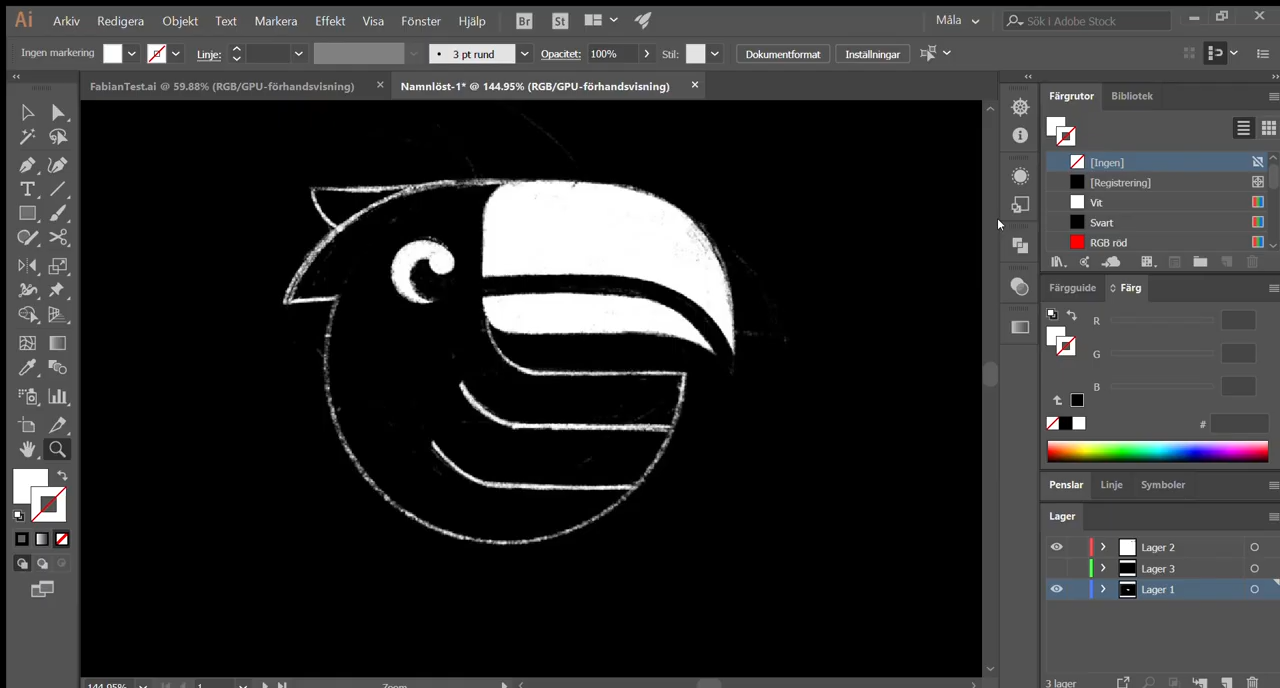 Ai Arkiv Redigera Objekt Text Markera Effekt Visa Fönster Hjälp Br St Måla Sök i Adobe Stock
Ingen markering Linje: 3 pt rund Opacitet: 100% Stil: Dokumentformat Inställningar
FabianTest.ai @ 59.88% (RGB/GPU-förhandsvisning) Namnlöst-1* @ 144.95% (RGB/GPU-förhandsvisning)
Färgrutor Bibliotek
[Ingen]
[Registrering]
Vit
Svart
RGB röd
Färgguide Färg
R
G
B
#
Penslar Linje Symboler
Lager
Lager 2
Lager 3
Lager 1
3 lager
144.95% 1 Zoom